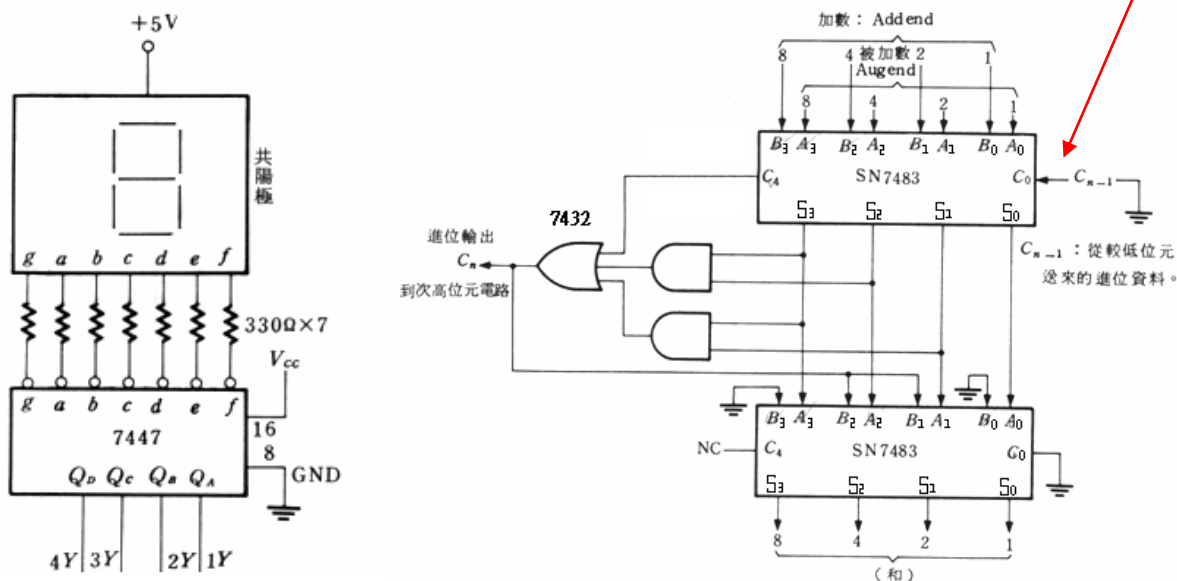 +5V
共陽極
g a b c d e f
330Ω×7
Vcc
g a b c d e f
16
7447
8
GND
QD QC QB QA
4Y 3Y 2Y 1Y
加數：Addend
8 4 被加數 2 1
Augend
8 4 2 1
B3 A3 B2 A2 B1 A1 B0 A0
C4 SN7483 C0 Cn−1
S3 S2 S1 S0
7432
進位輸出
Cn
到次高位元電路
Cn−1：從較低位元
送來的進位資料。
B3 A3 B2 A2 B1 A1 B0 A0
NC C4 SN7483 C0
S3 S2 S1 S0
8 4 2 1
(和)